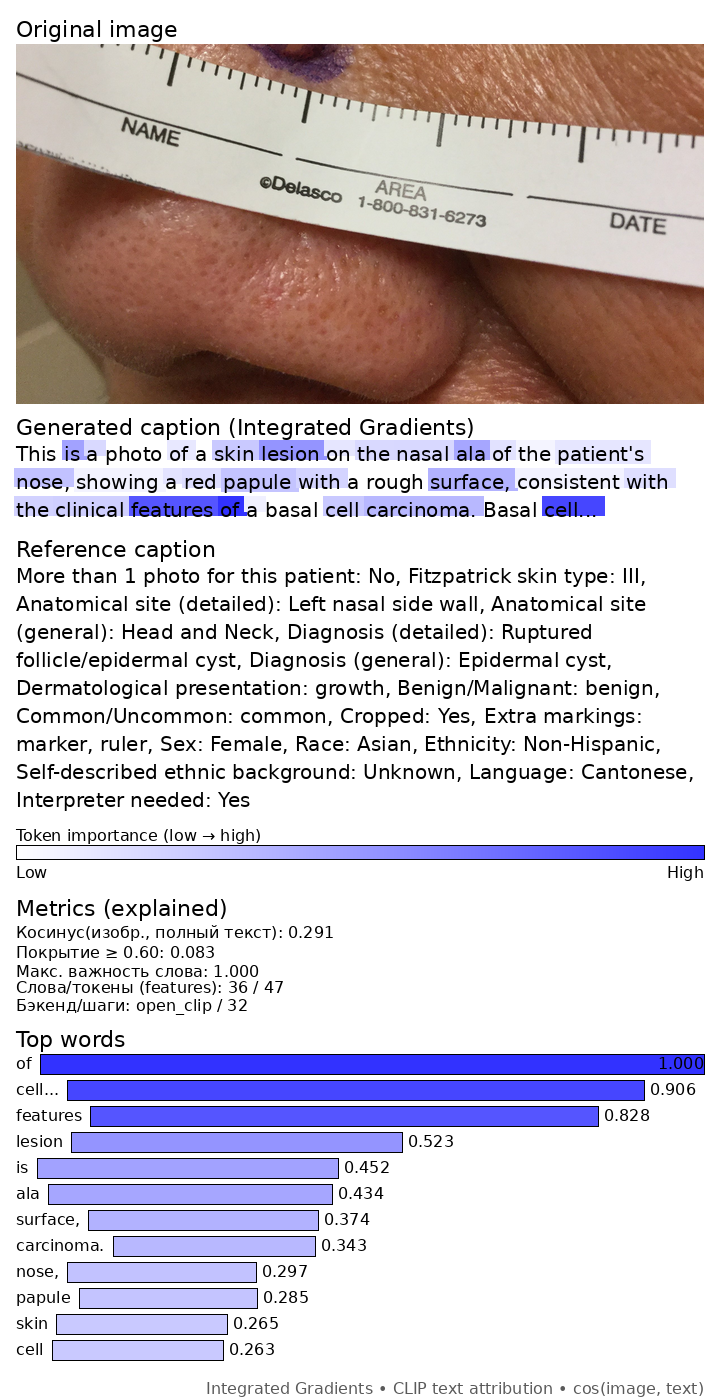 Original image
NAME
©Delasco
AREA
1-800-831-6273
DATE
Generated caption (Integrated Gradients)
This is a photo of a skin lesion on the nasal ala of the patient's
nose, showing a red papule with a rough surface, consistent with
the clinical features of a basal cell carcinoma. Basal cell...
Reference caption
More than 1 photo for this patient: No, Fitzpatrick skin type: III,
Anatomical site (detailed): Left nasal side wall, Anatomical site
(general): Head and Neck, Diagnosis (detailed): Ruptured
follicle/epidermal cyst, Diagnosis (general): Epidermal cyst,
Dermatological presentation: growth, Benign/Malignant: benign,
Common/Uncommon: common, Cropped: Yes, Extra markings:
marker, ruler, Sex: Female, Race: Asian, Ethnicity: Non-Hispanic,
Self-described ethnic background: Unknown, Language: Cantonese,
Interpreter needed: Yes
Token importance (low → high)
Low High
Metrics (explained)
Косинус(изобр., полный текст): 0.291
Покрытие ≥ 0.60: 0.083
Макс. важность слова: 1.000
Слова/токены (features): 36 / 47
Бэкенд/шаги: open_clip / 32
Top words
of 1.000
cell... 0.906
features 0.828
lesion 0.523
is 0.452
ala 0.434
surface, 0.374
carcinoma. 0.343
nose, 0.297
papule 0.285
skin 0.265
cell 0.263
Integrated Gradients • CLIP text attribution • cos(image, text)